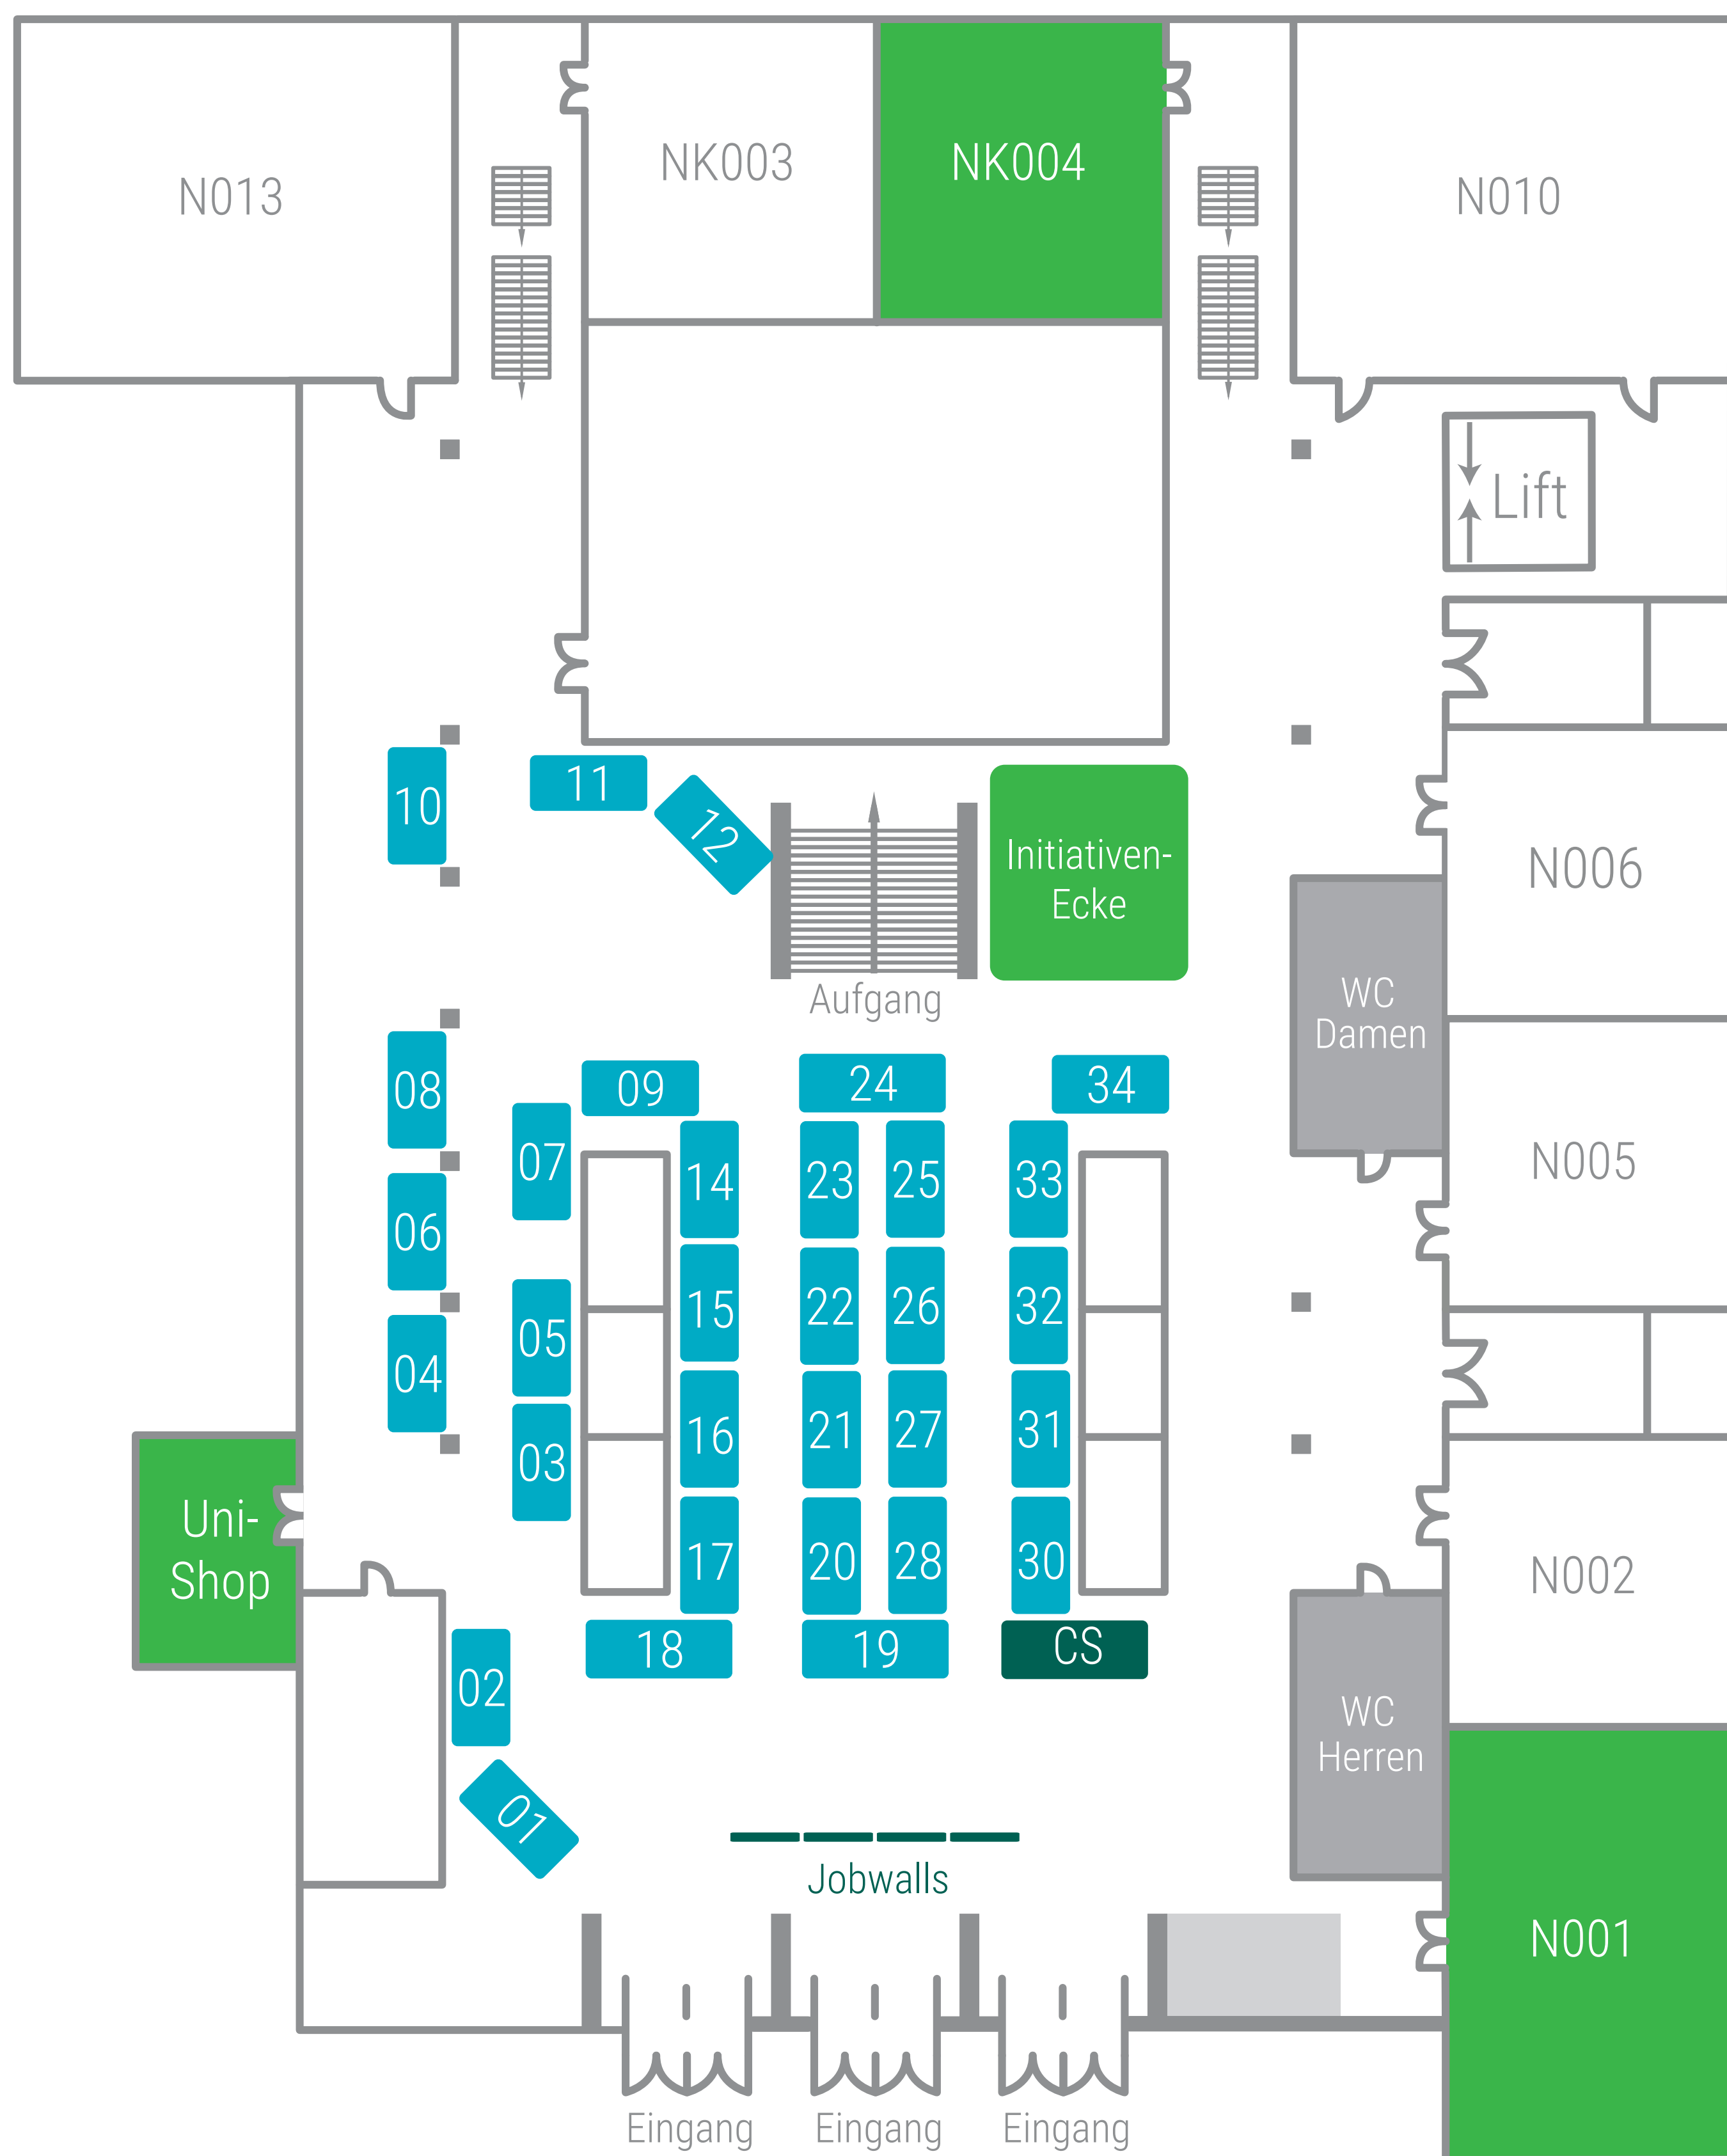 NK003
NK004
N013
N010
Lift
11
10
12
Initiativen-
Ecke
N006
WC
Damen
Aufgang
08
09
24
34
07
14
23
25
33
N005
06
15
22
26
32
05
04
16
21
27
31
03
Uni-
Shop
17
20
28
30
N002
18
19
CS
02
WC
Herren
01
Jobwalls
N001
Eingang
Eingang
Eingang